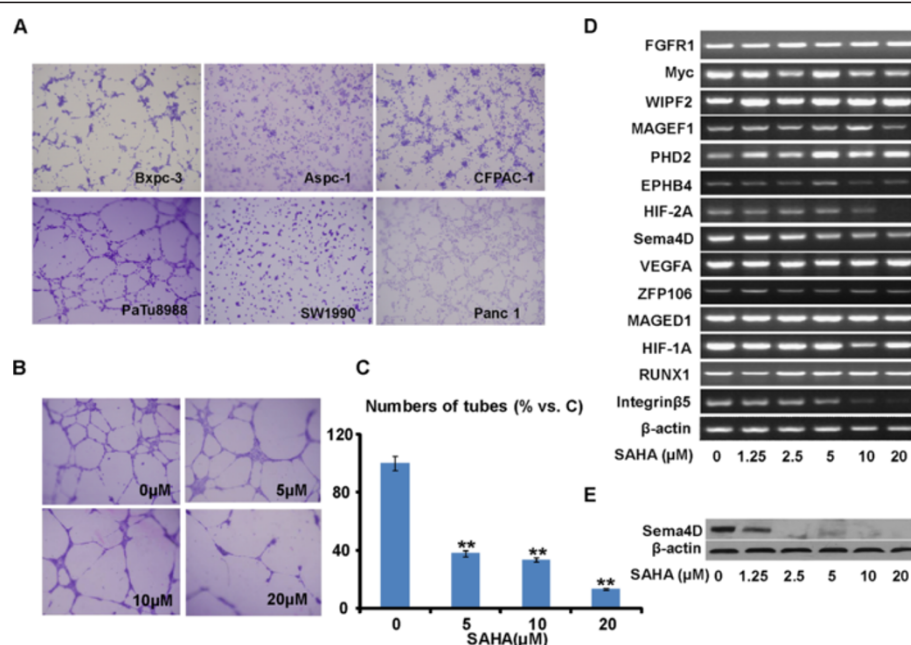 A
Bxpc-3
Aspc-1
CFPAC-1
PaTu8988
SW1990
Panc 1
B
0μM
5μM
10μM
20μM
C
Numbers of tubes (% vs. C)
120
80
40
0
**
**
**
0 5 10 20
SAHA(μM)
D
FGFR1
Myc
WIPF2
MAGEF1
PHD2
EPHB4
HIF-2A
Sema4D
VEGFA
ZFP106
MAGED1
HIF-1A
RUNX1
Integrinβ5
β-actin
SAHA (μM) 0 1.25 2.5 5 10 20
E
Sema4D
β-actin
SAHA (μM) 0 1.25 2.5 5 10 20